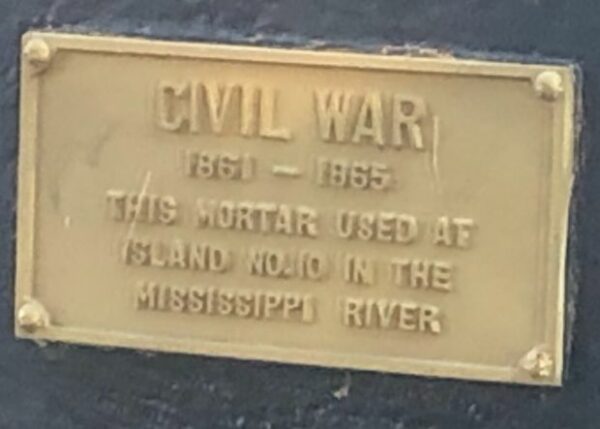 CIVIL WAR
1861 – 1865
THIS MORTAR USED AT
ISLAND NO.10 IN THE
MISSISSIPPI RIVER